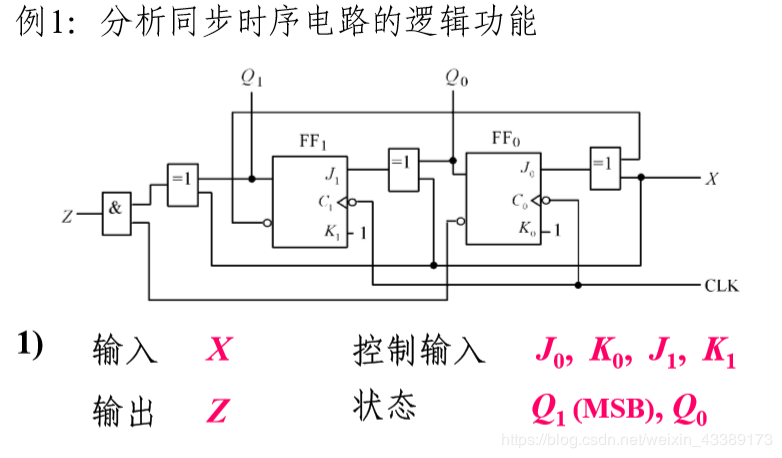 例1：分析同步时序电路的逻辑功能
Q1 Q0
FF1 FF0
=1 J1 =1 J0 =1 X
Z & C1 C0
K1 1 K0 1
CLK
1) 输入 X 控制输入 J0, K0, J1, K1
输出 Z 状态 Q1 (MSB), Q0
https://blog.csdn.net/weixin_43389173